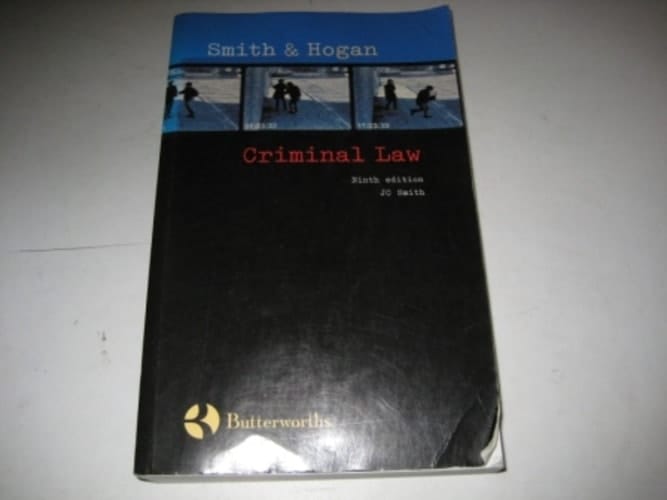 Smith & Hogan
Criminal Law
Ninth edition
JC Smith
Butterworths